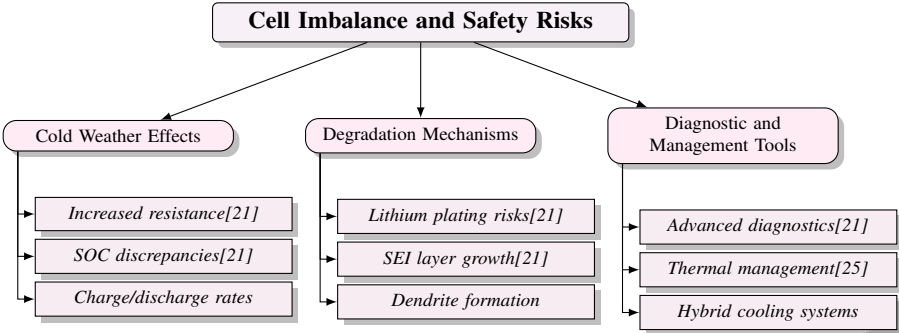 Cell Imbalance and Safety Risks
Cold Weather Effects
Increased resistance[21]
SOC discrepancies[21]
Charge/discharge rates
Degradation Mechanisms
Lithium plating risks[21]
SEI layer growth[21]
Dendrite formation
Diagnostic and
Management Tools
Advanced diagnostics[21]
Thermal management[25]
Hybrid cooling systems